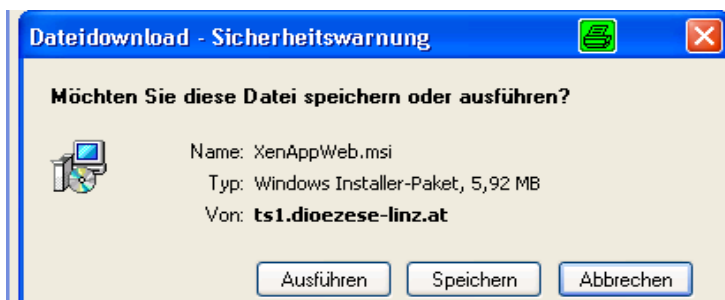 Dateidownload - Sicherheitswarnung
Möchten Sie diese Datei speichern oder ausführen?
Name: XenAppWeb.msi
Typ: Windows Installer-Paket, 5,92 MB
Von: ts1.dioezese-linz.at
Ausführen Speichern Abbrechen